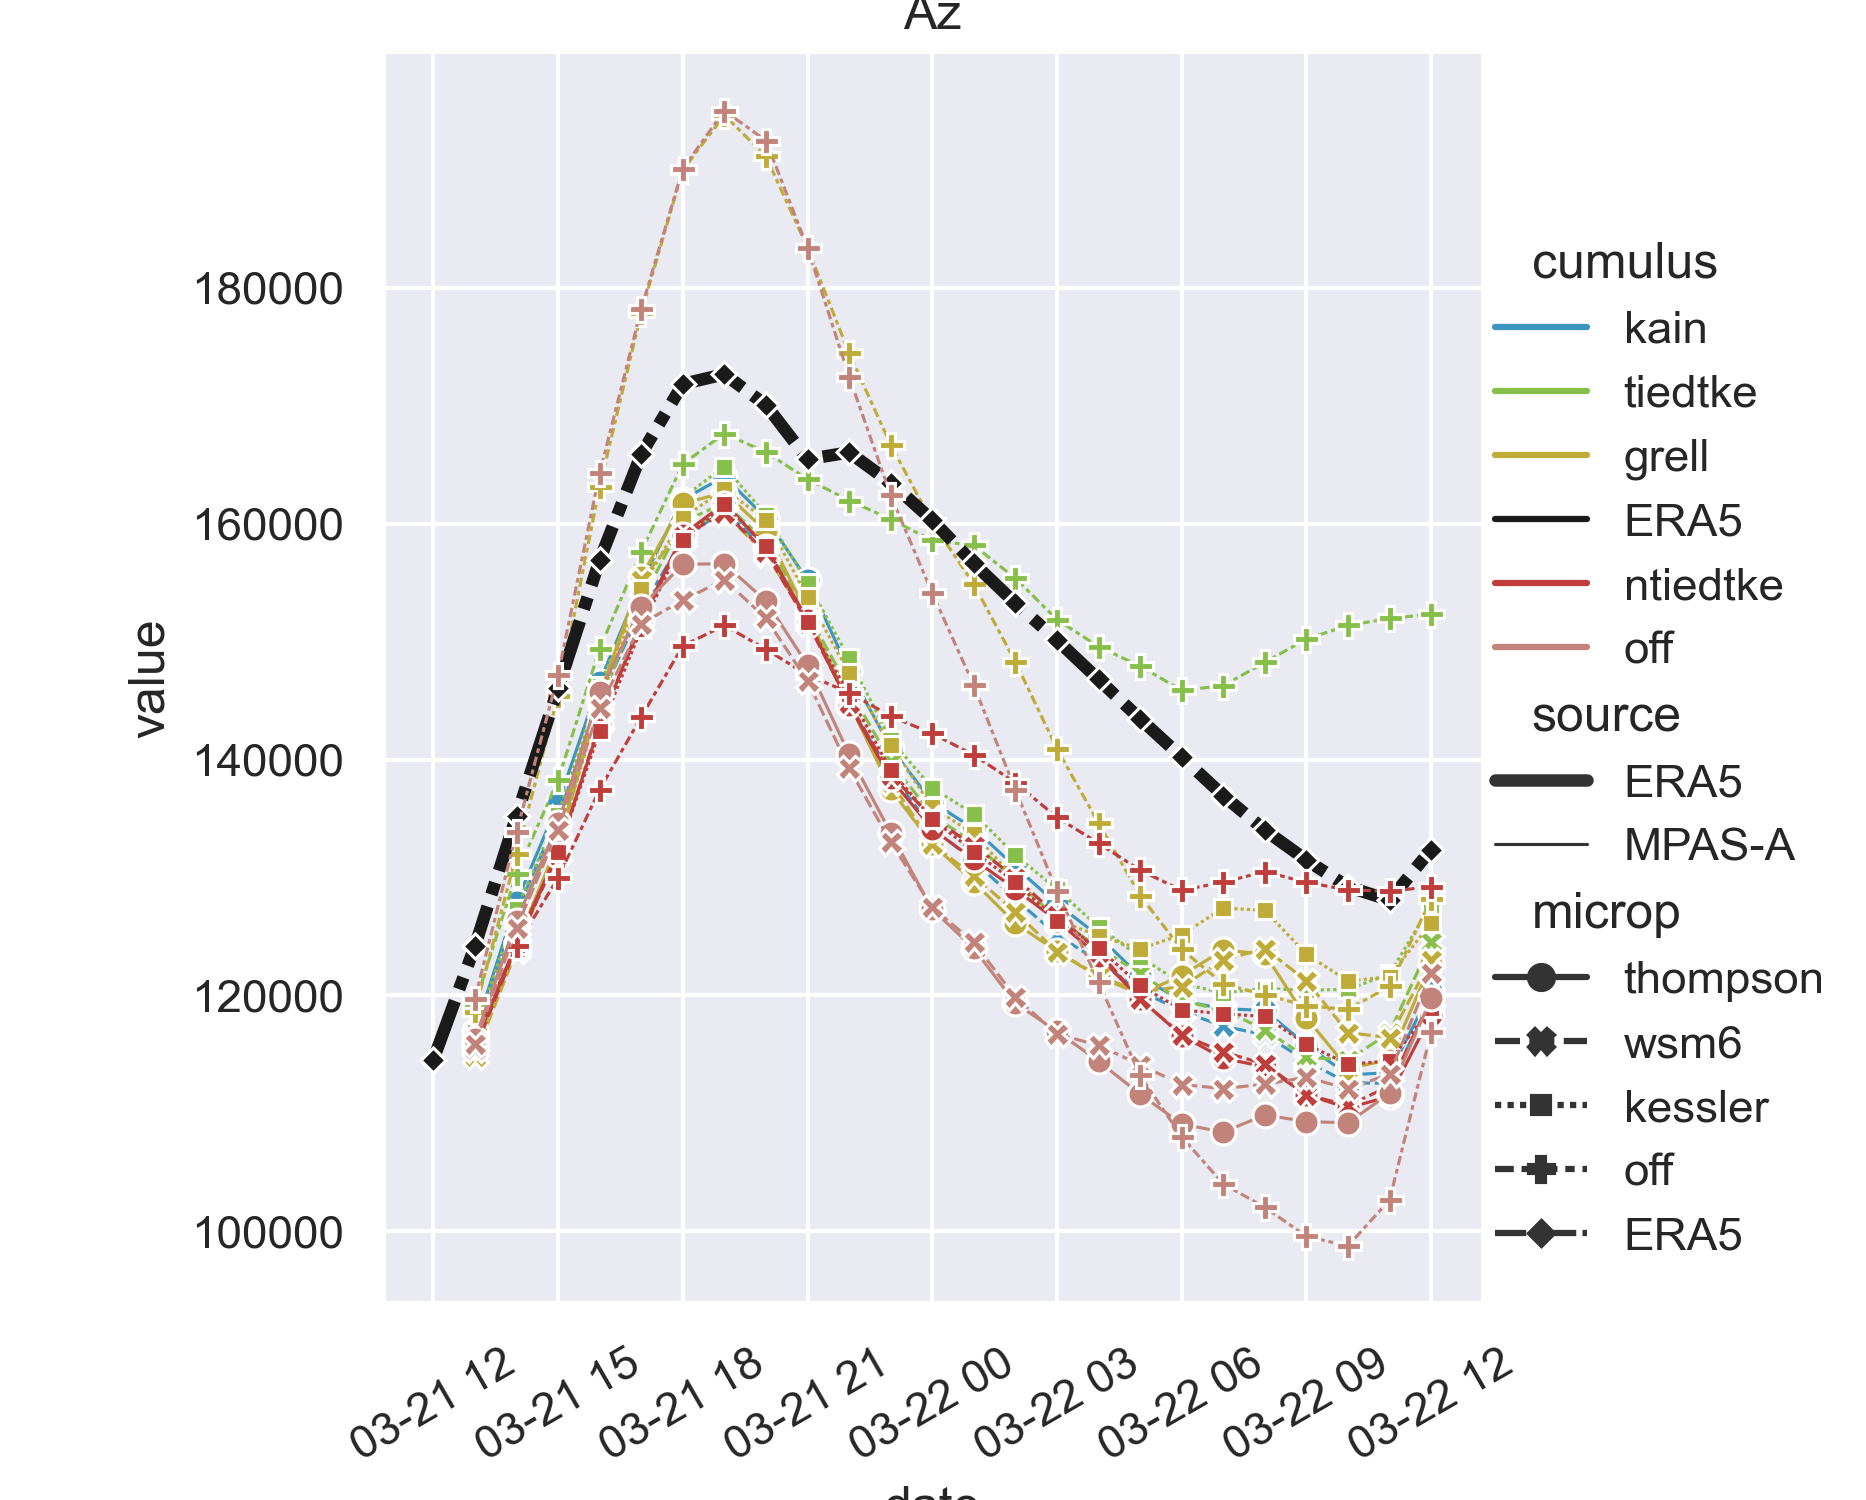 Az
value
180000
160000
140000
120000
100000
03-21 12
03-21 15
03-21 18
03-21 21
03-22 00
03-22 03
03-22 06
03-22 09
03-22 12
date
cumulus
kain
tiedtke
grell
ERA5
ntiedtke
off
source
ERA5
MPAS-A
microp
thompson
wsm6
kessler
off
ERA5